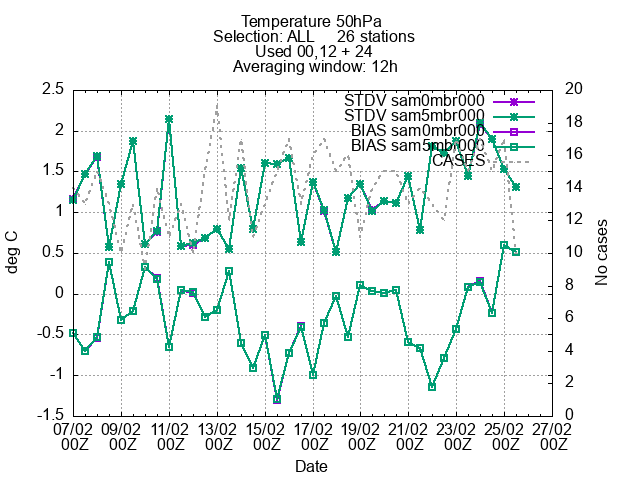 Temperature 50hPa
Selection: ALL 26 stations
Used 00,12 + 24
Averaging window: 12h
STDV sam0mbr000
STDV sam5mbr000
BIAS sam0mbr000
BIAS sam5mbr000
CASES
2.5
2
1.5
1
0.5
0
-0.5
-1
-1.5
deg C
20
18
16
14
12
10
8
6
4
2
0
No cases
07/02 09/02 11/02 13/02 15/02 17/02 19/02 21/02 23/02 25/02 27/02
00Z 00Z 00Z 00Z 00Z 00Z 00Z 00Z 00Z 00Z 00Z
Date